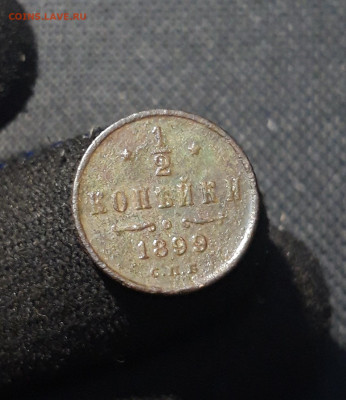 COINS.LAVE.RU
1/2
КОПѢЙКИ
1899
С.П.Б.